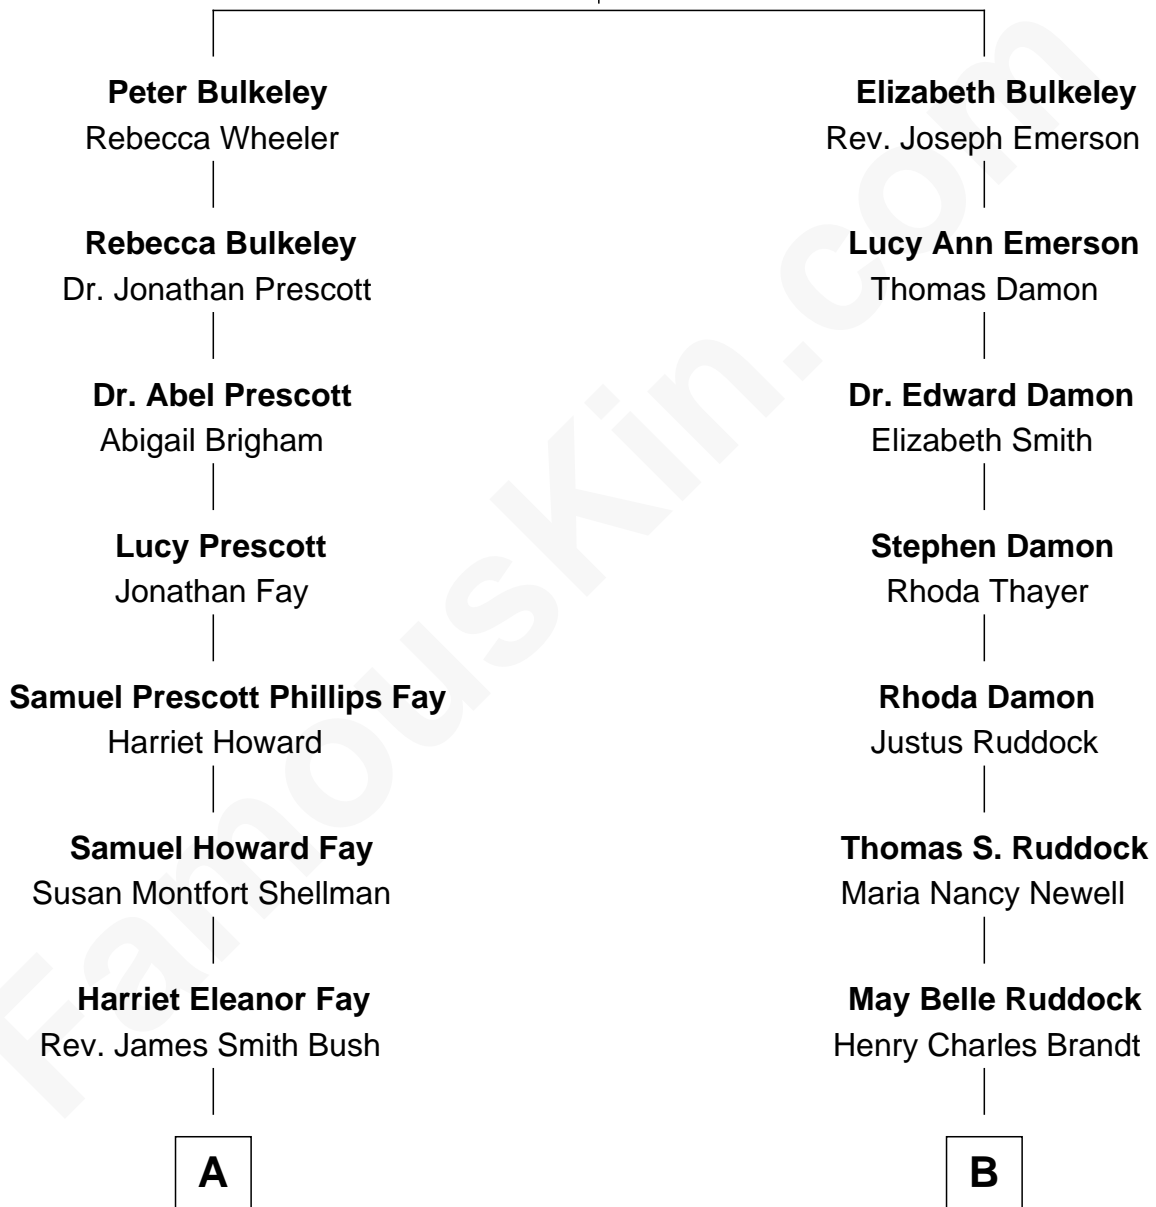 Peter Bulkeley
Rebecca Wheeler
Rebecca Bulkeley
Dr. Jonathan Prescott
Dr. Abel Prescott
Abigail Brigham
Lucy Prescott
Jonathan Fay
Samuel Prescott Phillips Fay
Harriet Howard
Samuel Howard Fay
Susan Montfort Shellman
Harriet Eleanor Fay
Rev. James Smith Bush
A
Elizabeth Bulkeley
Rev. Joseph Emerson
Lucy Ann Emerson
Thomas Damon
Dr. Edward Damon
Elizabeth Smith
Stephen Damon
Rhoda Thayer
Rhoda Damon
Justus Ruddock
Thomas S. Ruddock
Maria Nancy Newell
May Belle Ruddock
Henry Charles Brandt
B
FamousKin.com